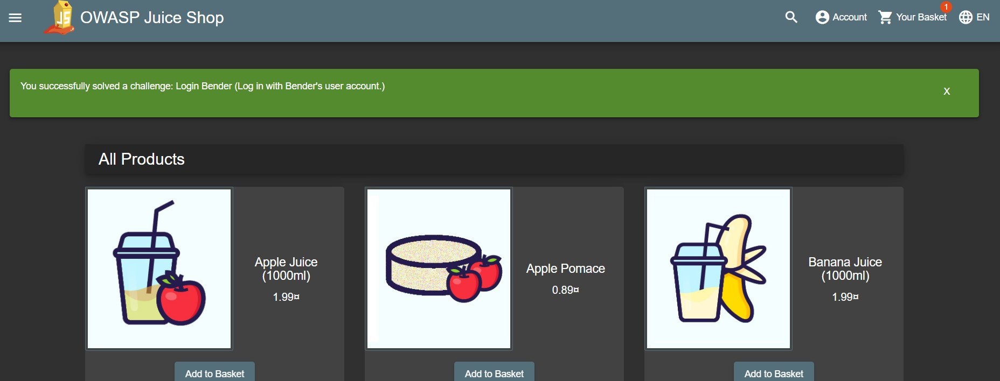 JS
OWASP Juice Shop
Account
1
Your Basket
EN
You successfully solved a challenge: Login Bender (Log in with Bender's user account.)
X
All Products
Apple Juice
(1000ml)
1.99¤
Add to Basket
Apple Pomace
0.89¤
Add to Basket
Banana Juice
(1000ml)
1.99¤
Add to Basket